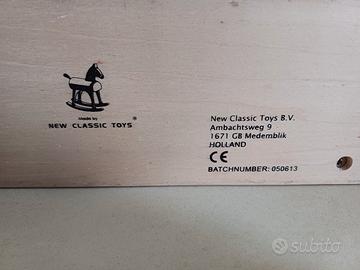 Made by
NEW CLASSIC TOYS
®
New Classic Toys B.V.
Ambachtsweg 9
1671 GB Medemblik
HOLLAND
CE
BATCHNUMBER: 050613
subito